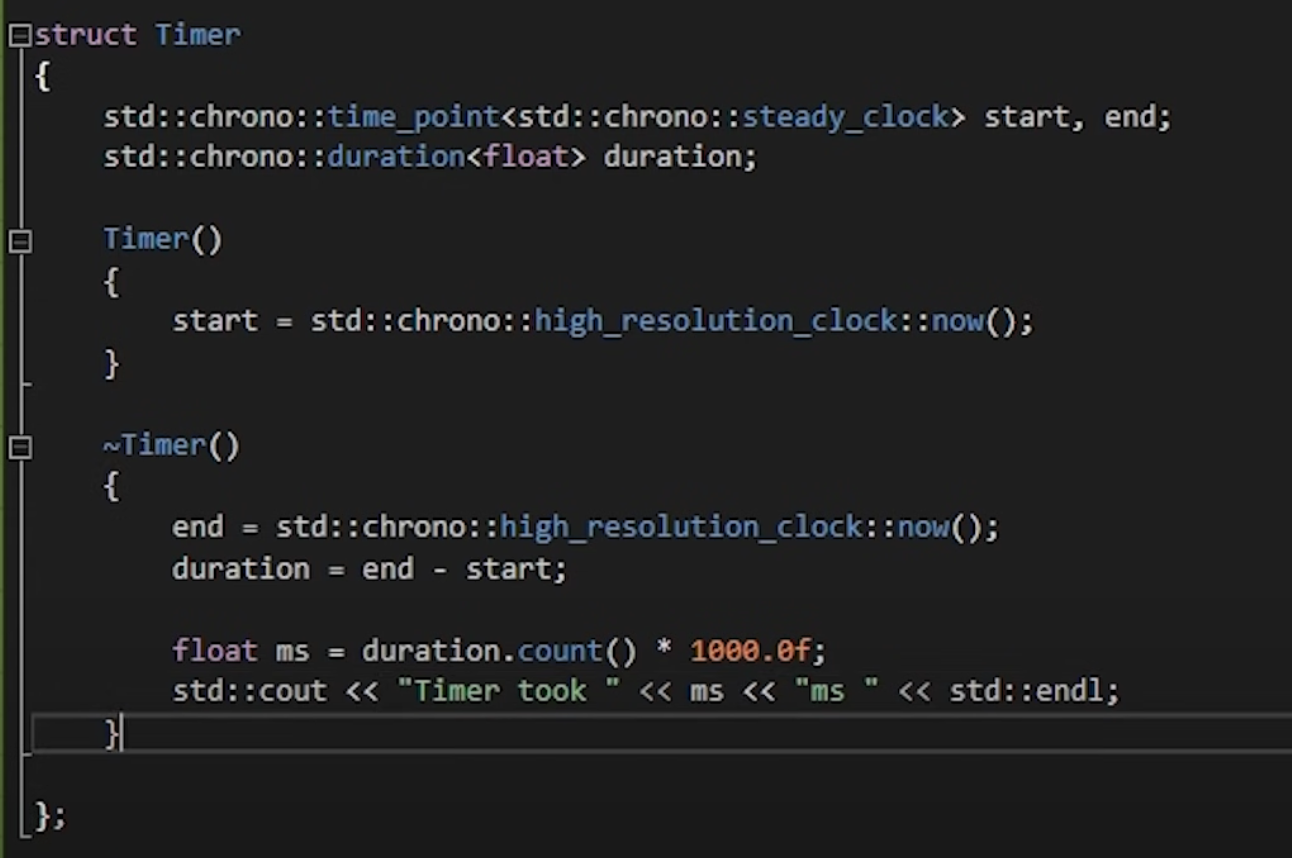 struct Timer
{
    std::chrono::time_point<std::chrono::steady_clock> start, end;
    std::chrono::duration<float> duration;

    Timer()
    {
        start = std::chrono::high_resolution_clock::now();
    }

    ~Timer()
    {
        end = std::chrono::high_resolution_clock::now();
        duration = end - start;

        float ms = duration.count() * 1000.0f;
        std::cout << "Timer took " << ms << "ms " << std::endl;
    }

};